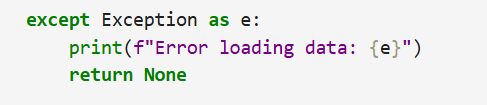 except Exception as e:
    print(f"Error loading data: {e}")
    return None